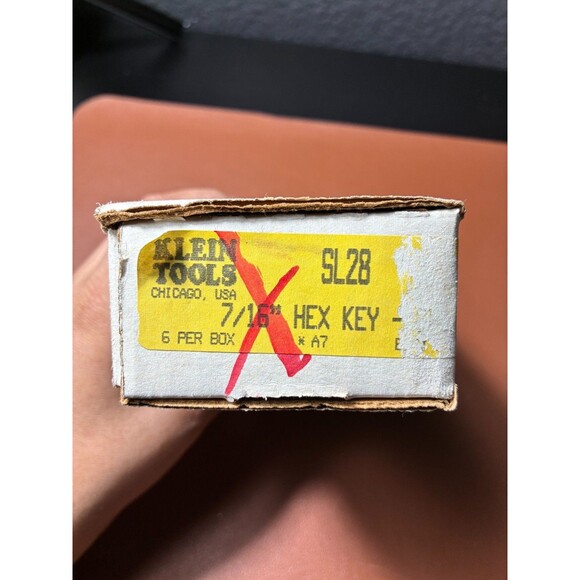 KLEIN
TOOLS
CHICAGO, USA
SL28
7/16" HEX KEY -
6 PER BOX * A7